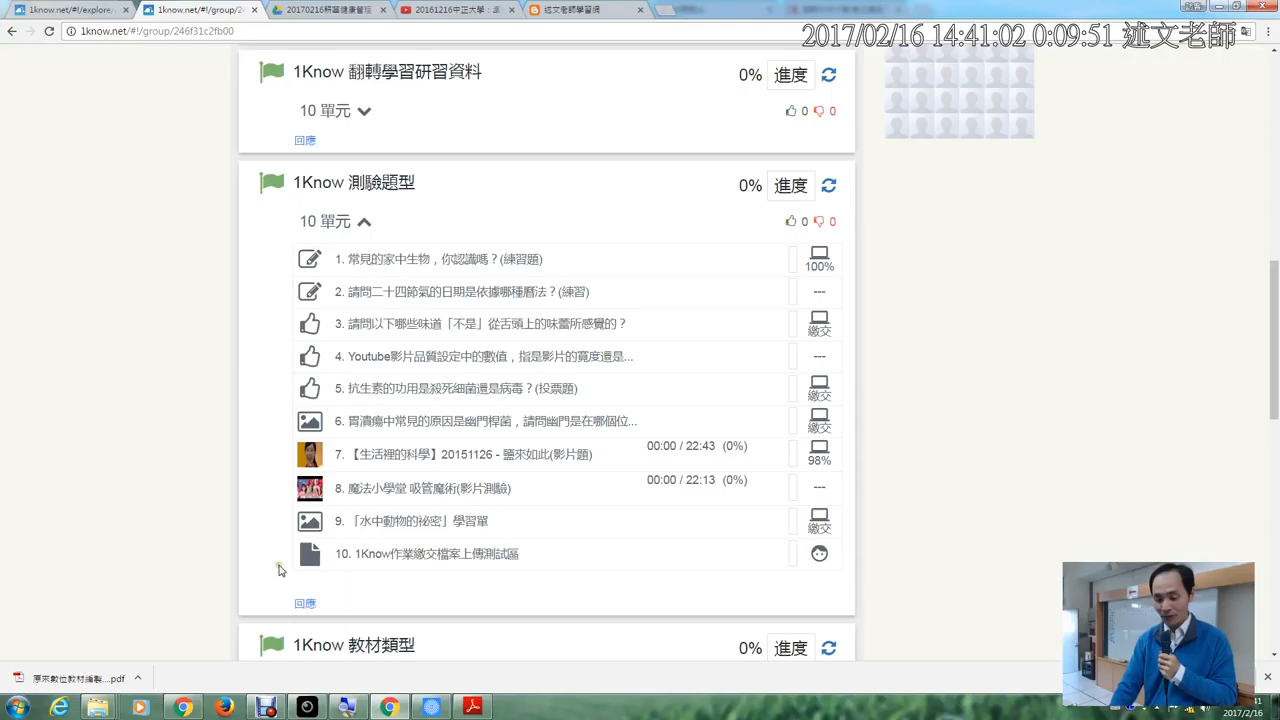 1know.net/#!/explore/
1know.net/#!/group/24
20170216研華健康管理
20161216中正大學：派
述文老師學習網
1know.net/#!/group/246f31c2fb00
2017/02/16 14:41:02 0:09:51 述文老師
1Know 翻轉學習研習資料
0% 進度
10 單元
0 0
回應
1Know 測驗題型
0% 進度
10 單元
0 0
1. 常見的家中生物，你認識嗎？(練習題)
100%
2. 請問二十四節氣的日期是依據哪種曆法？(練習)
---
3. 請問以下哪些味道「不是」從舌頭上的味蕾所感覺的？
繳交
4. Youtube影片品質設定中的數值，指是影片的寬度還是...
---
5. 抗生素的功用是殺死細菌還是病毒？(投票題)
繳交
6. 胃潰瘍中常見的原因是幽門桿菌，請問幽門是在哪個位...
繳交
7. 【生活裡的科學】20151126 - 鹽來如此(影片題)
00:00 / 22:43 (0%)
98%
8. 魔法小學堂 吸管魔術(影片測驗)
00:00 / 22:13 (0%)
---
9. 「水中動物的祕密」學習單
繳交
10. 1Know作業繳交檔案上傳測試區
回應
1Know 教材類型
0% 進度
原來數位教材編製....pdf
2017/2/16